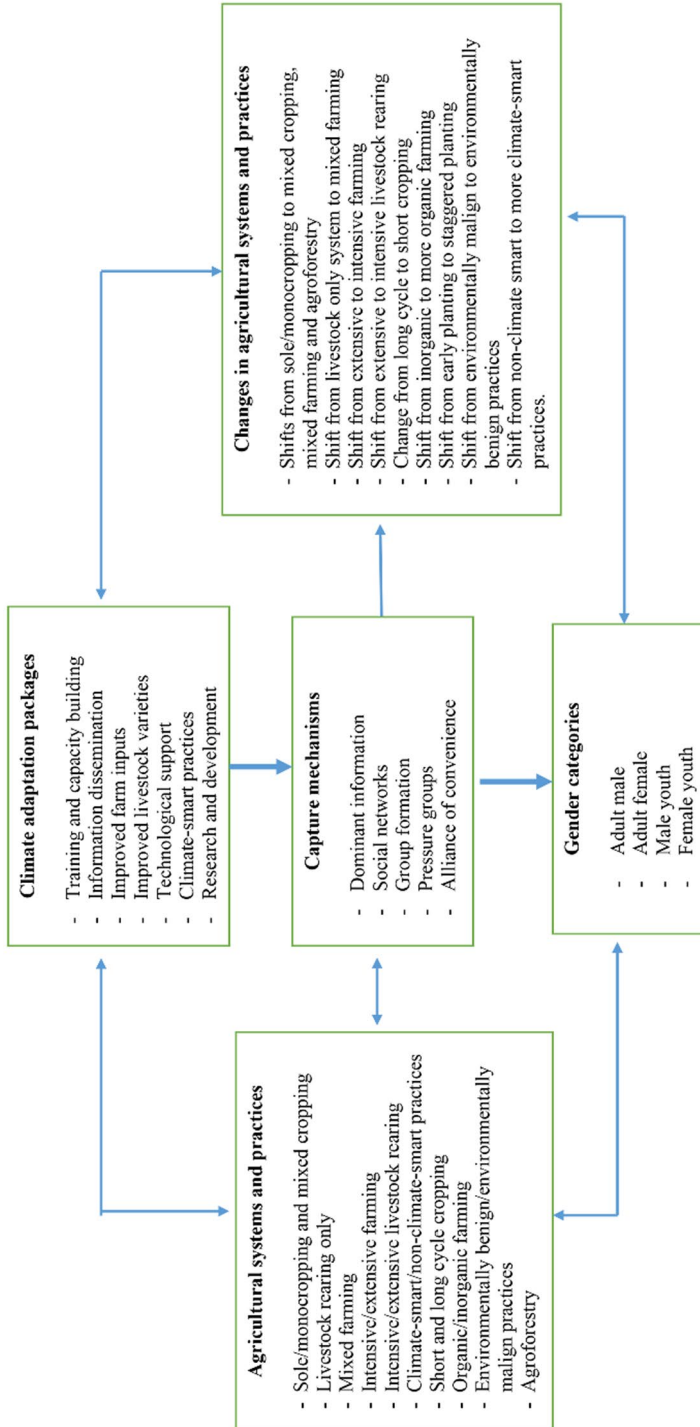 Climate adaptation packages
- Training and capacity building
- Information dissemination
- Improved farm inputs
- Improved livestock varieties
- Technological support
- Climate-smart practices
- Research and development
Agricultural systems and practices
- Sole/monocropping and mixed cropping
- Livestock rearing only
- Mixed farming
- Intensive/extensive farming
- Intensive/extensive livestock rearing
- Climate-smart/non-climate-smart practices
- Short and long cycle cropping
- Organic/inorganic farming
- Environmentally benign/environmentally
malign practices
- Agroforestry
Capture mechanisms
- Dominant information
- Social networks
- Group formation
- Pressure groups
- Alliance of convenience
Changes in agricultural systems and practices
- Shifts from sole/monocropping to mixed cropping,
mixed farming and agroforestry
- Shift from livestock only system to mixed farming
- Shift from extensive to intensive farming
- Shift from extensive to intensive livestock rearing
- Change from long cycle to short cropping
- Shift from inorganic to more organic farming
- Shift from early planting to staggered planting
- Shift from environmentally malign to environmentally
benign practices
- Shift from non-climate smart to more climate-smart
practices.
Gender categories
- Adult male
- Adult female
- Male youth
- Female youth